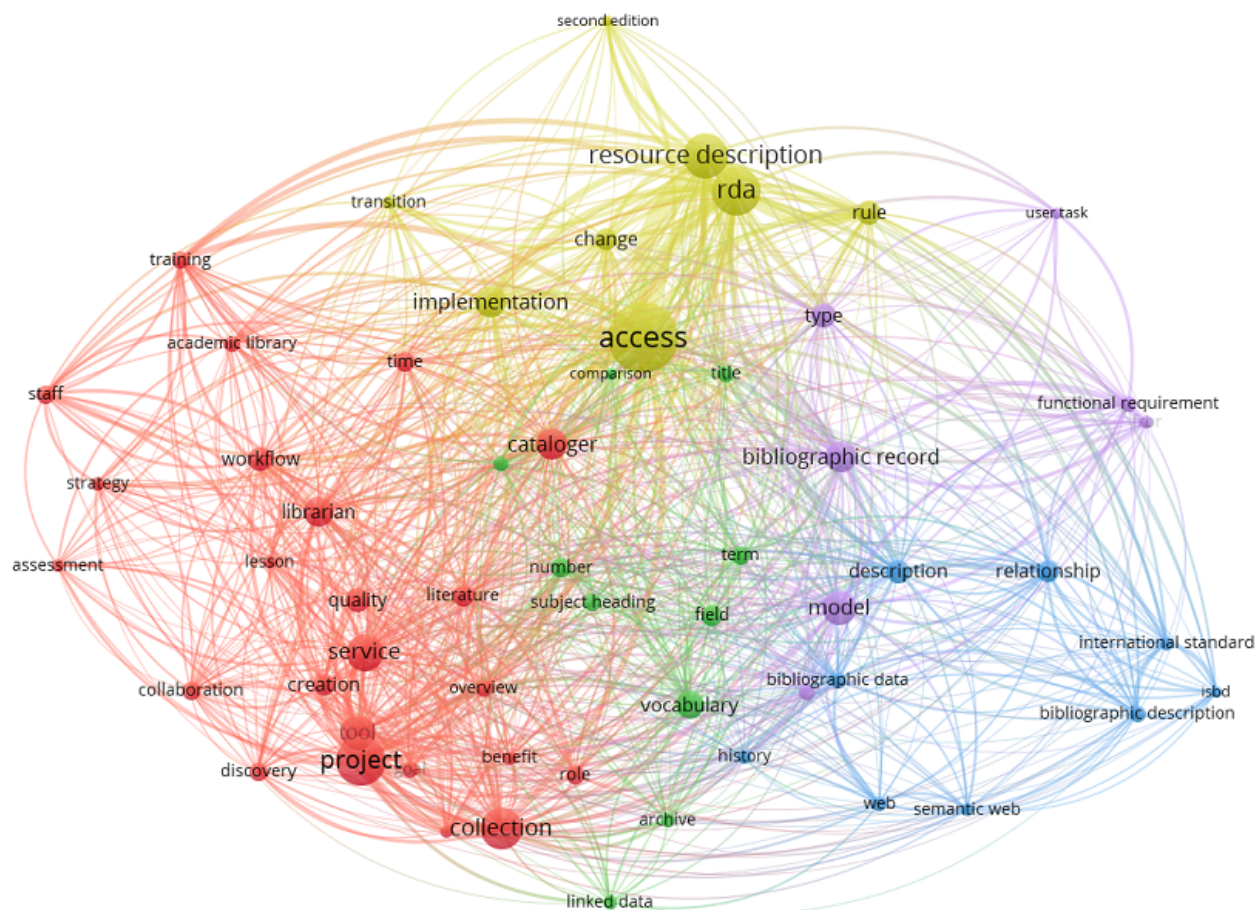 second edition
resource description
rda
transition
rule
user task
change
training
implementation
type
access
academic library
time
comparison
title
staff
functional requirement
cataloger
bibliographic record
workflow
strategy
librarian
term
assessment
lesson
number
description
relationship
quality
literature
subject heading
field
model
service
international standard
creation
collaboration
overview
bibliographic data
isbd
vocabulary
bibliographic description
tool
project
benefit
history
discovery
goal
role
web
semantic web
collection
archive
linked data